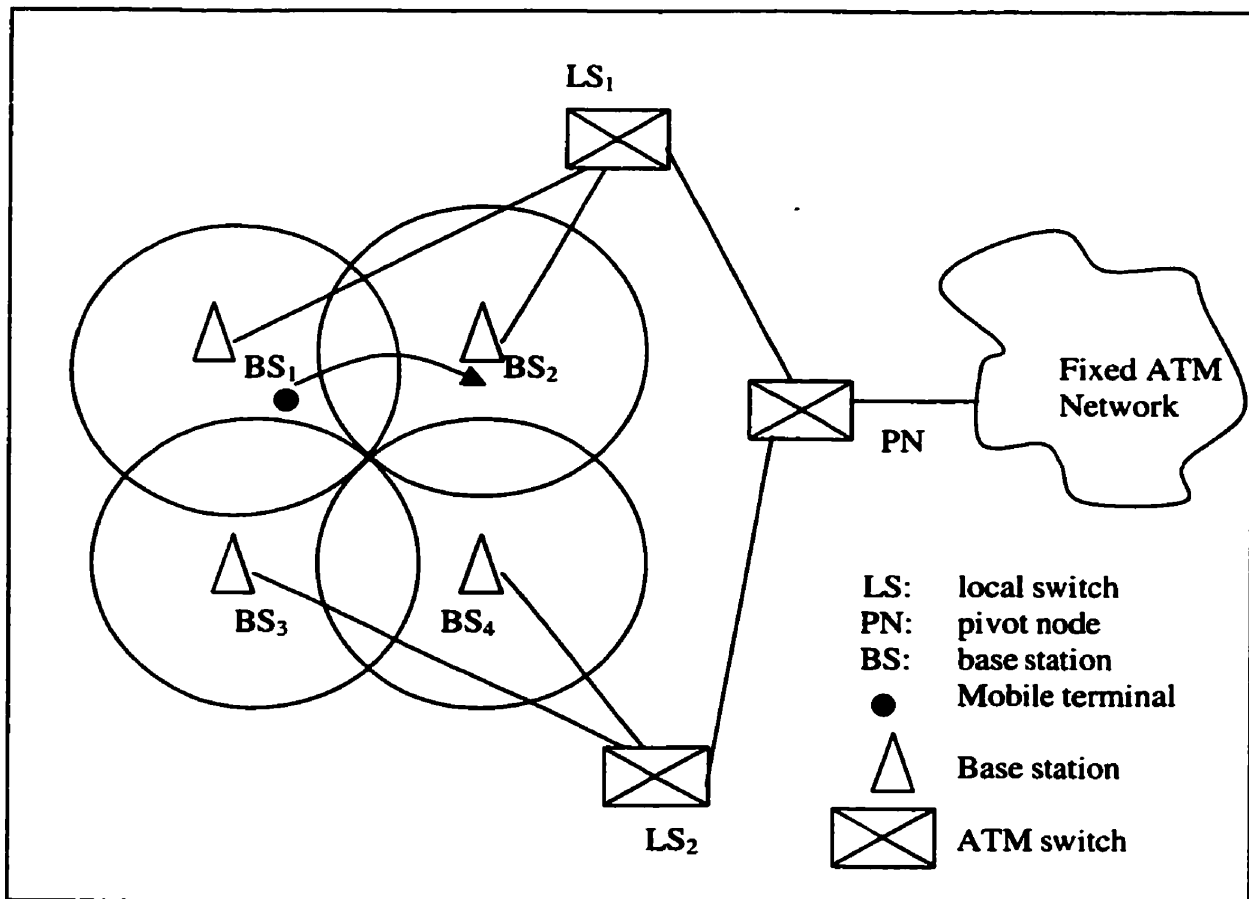 LS₁
BS₁
BS₂
Fixed ATM
Network
PN
BS₃
BS₄
LS₂
LS: local switch
PN: pivot node
BS: base station
Mobile terminal
Base station
ATM switch